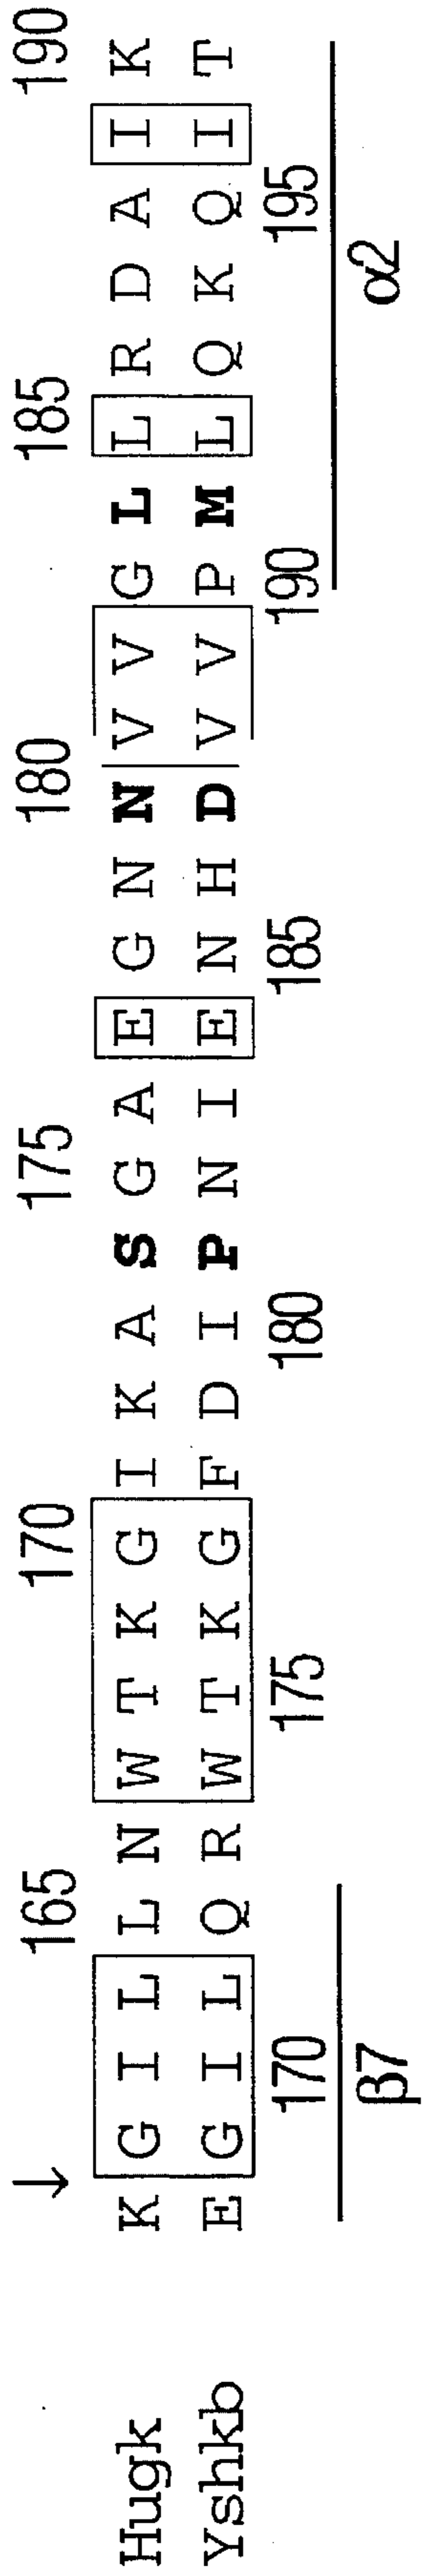 ↓ 165 170 175 180 185 190
Hugk K G I L L N W T K G I K A S G A E G N N V V G L L R D A I K
Yshkb E G I L Q R W T K G F D I P N I E N H D V V P M L Q K Q I T
170 175 180 185 190 195
β7 α2